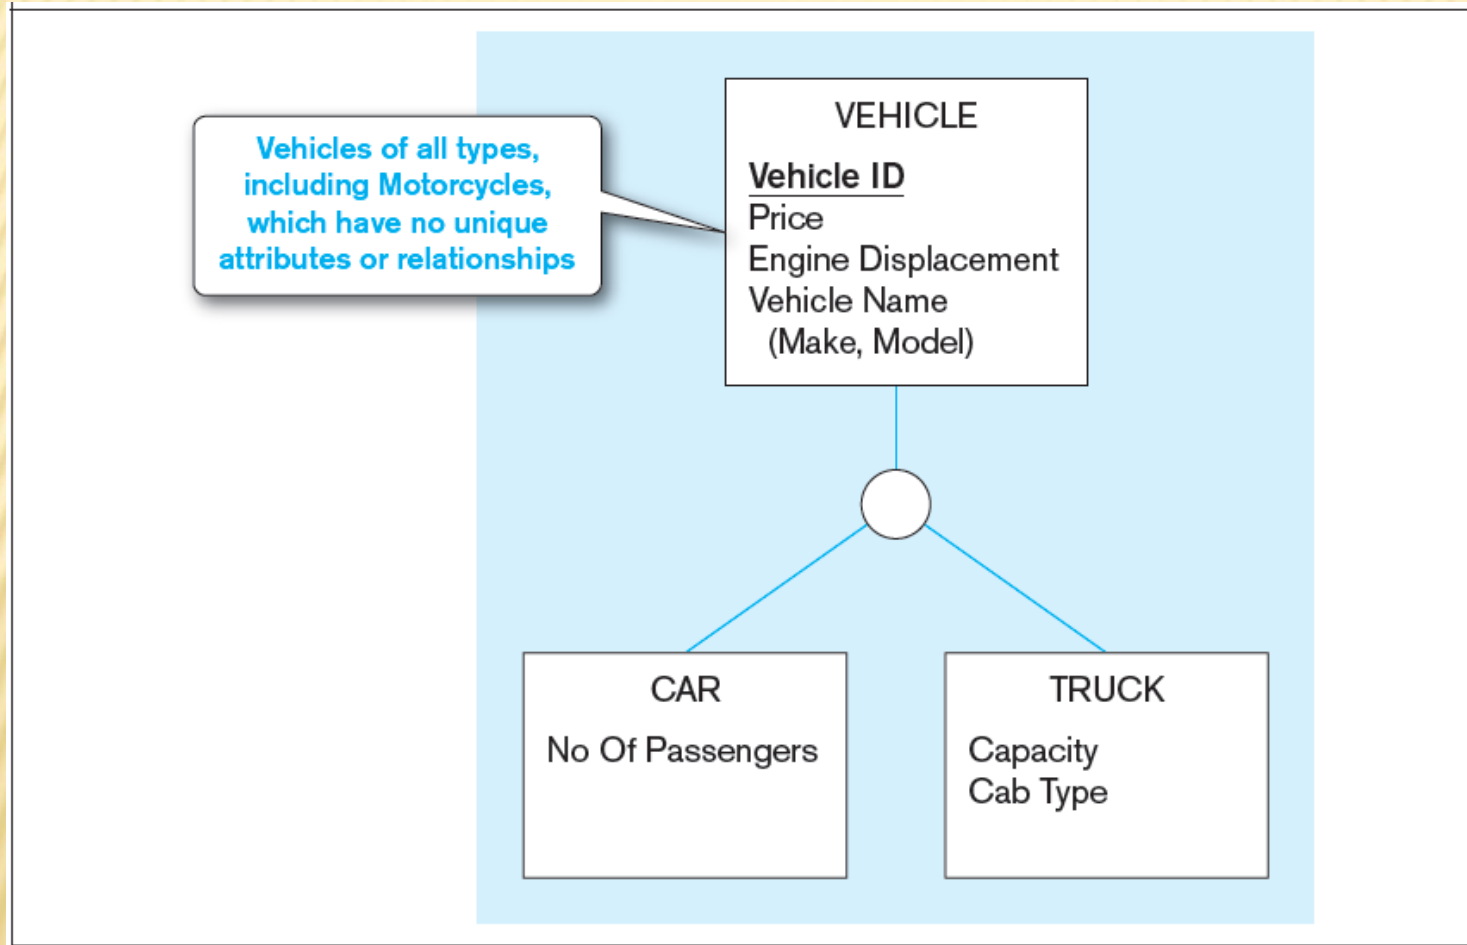 VEHICLE
Vehicles of all types,
including Motorcycles,
which have no unique
attributes or relationships
Vehicle ID
Price
Engine Displacement
Vehicle Name
(Make, Model)
CAR
No Of Passengers
TRUCK
Capacity
Cab Type